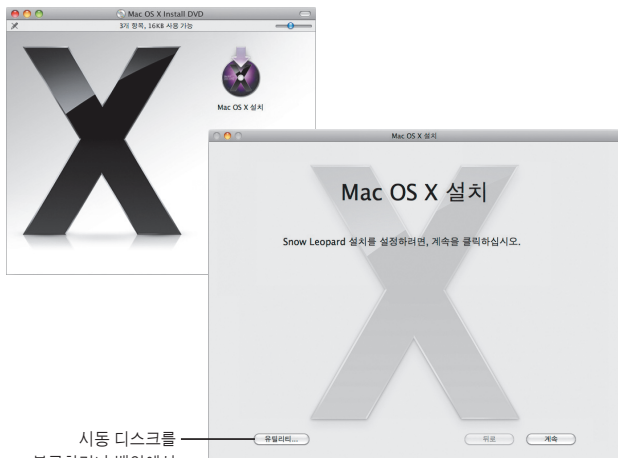 Mac OS X Install DVD
3개 항목, 16KB 사용 가능
Mac OS X 설치
Mac OS X 설치
Mac OS X 설치
Snow Leopard 설치를 설정하려면, 계속을 클릭하십시오.
시동 디스크를
유틸리티...
뒤로
계속